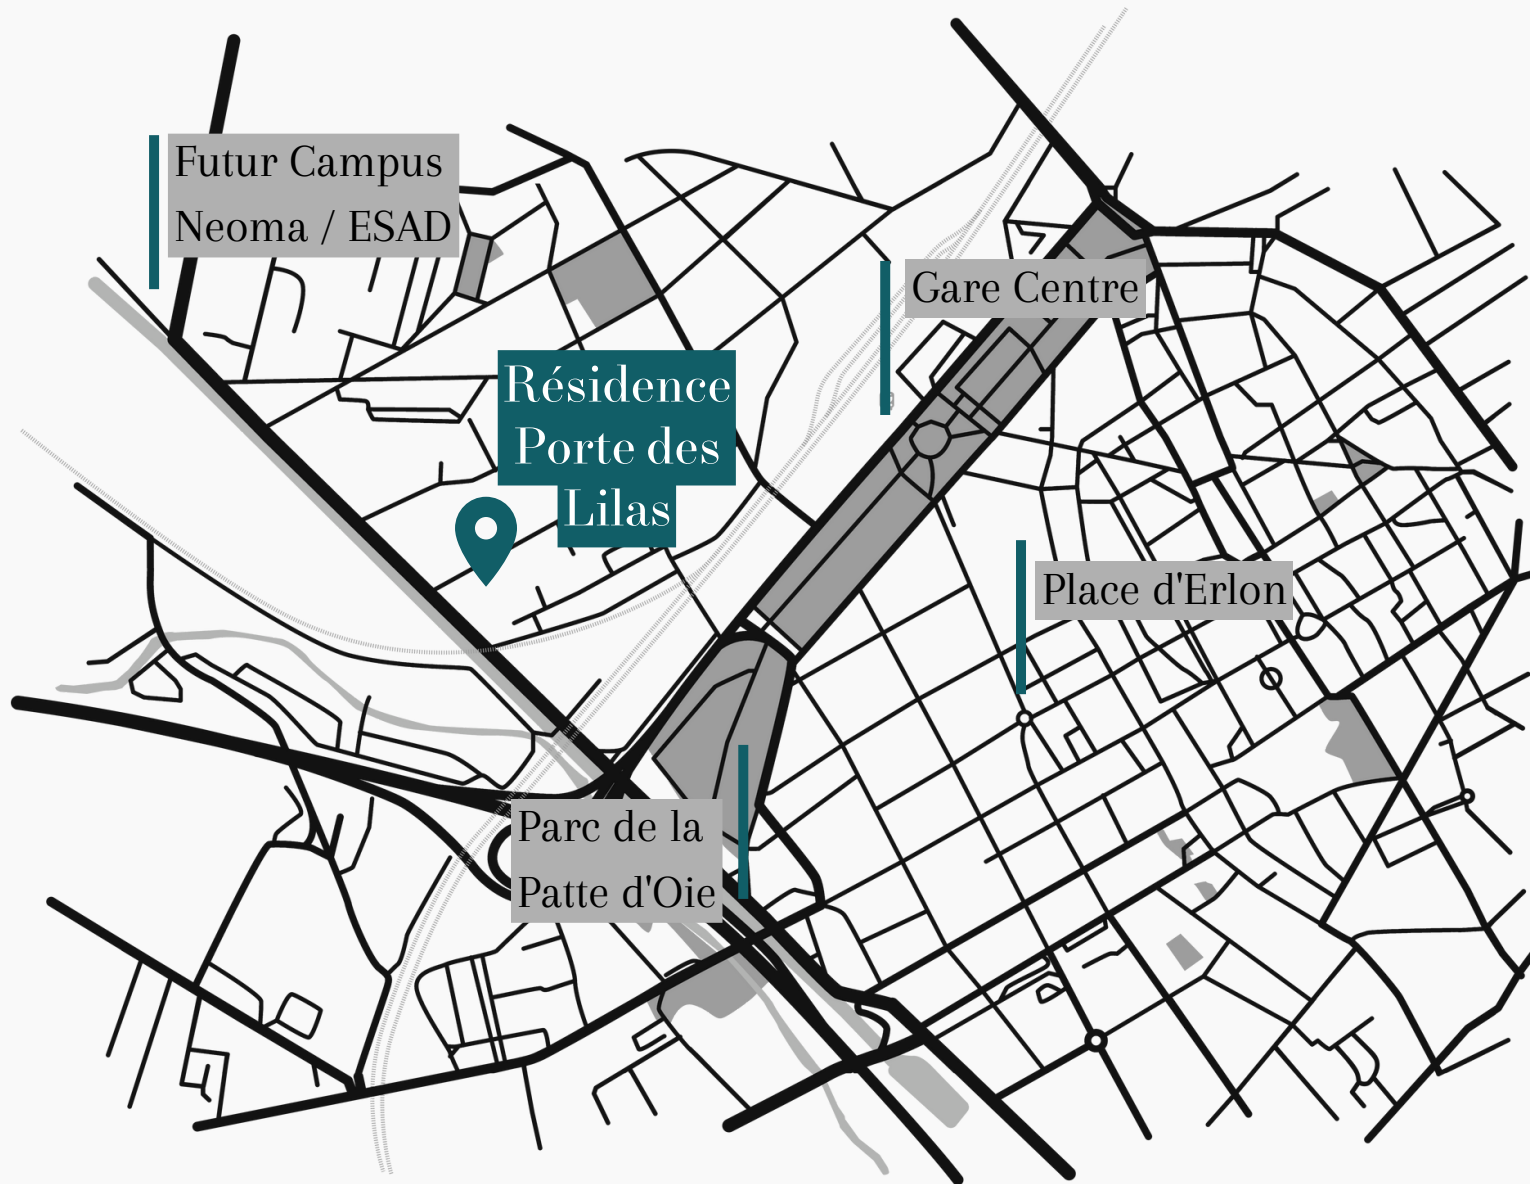 Futur Campus
Neoma / ESAD
Gare Centre
Résidence
Porte des
Lilas
Place d'Erlon
Parc de la
Patte d'Oie